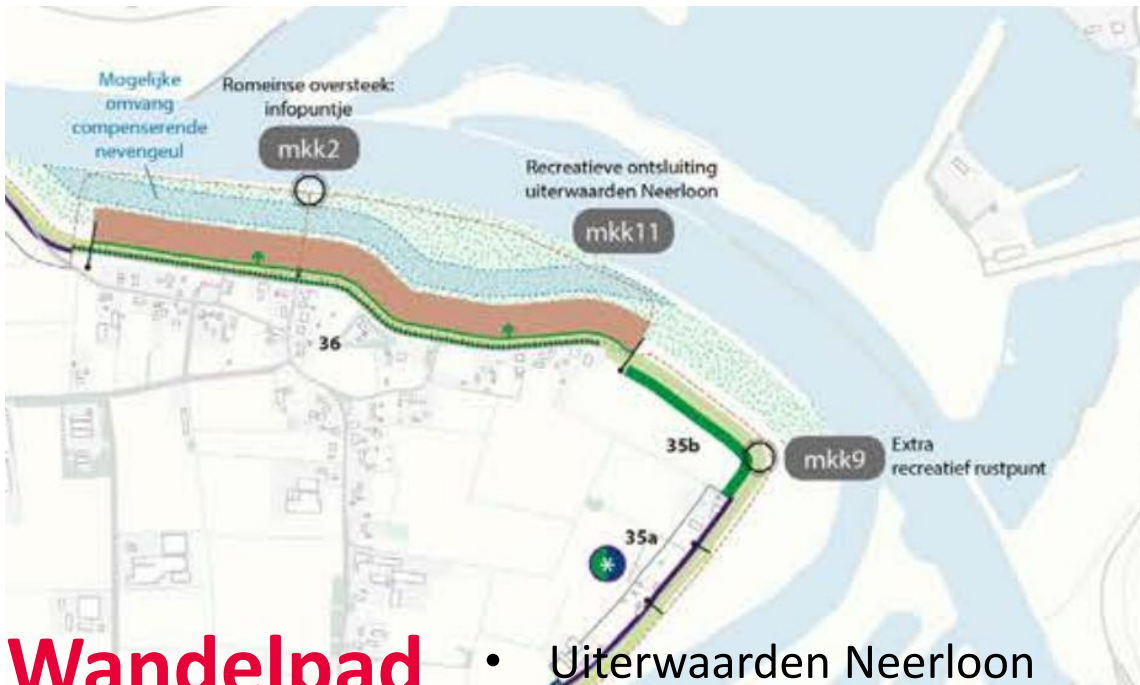 Mogelijke
omvang
compenserende
nevengeul
Romeinse oversteek:
infopuntje
mkk2
Recreatieve ontsluiting
uiterwaarden Neerloon
mkk11
36
35b
mkk9
Extra
recreatief rustpunt
35a
*
Wandelpad
• Uiterwaarden Neerloon